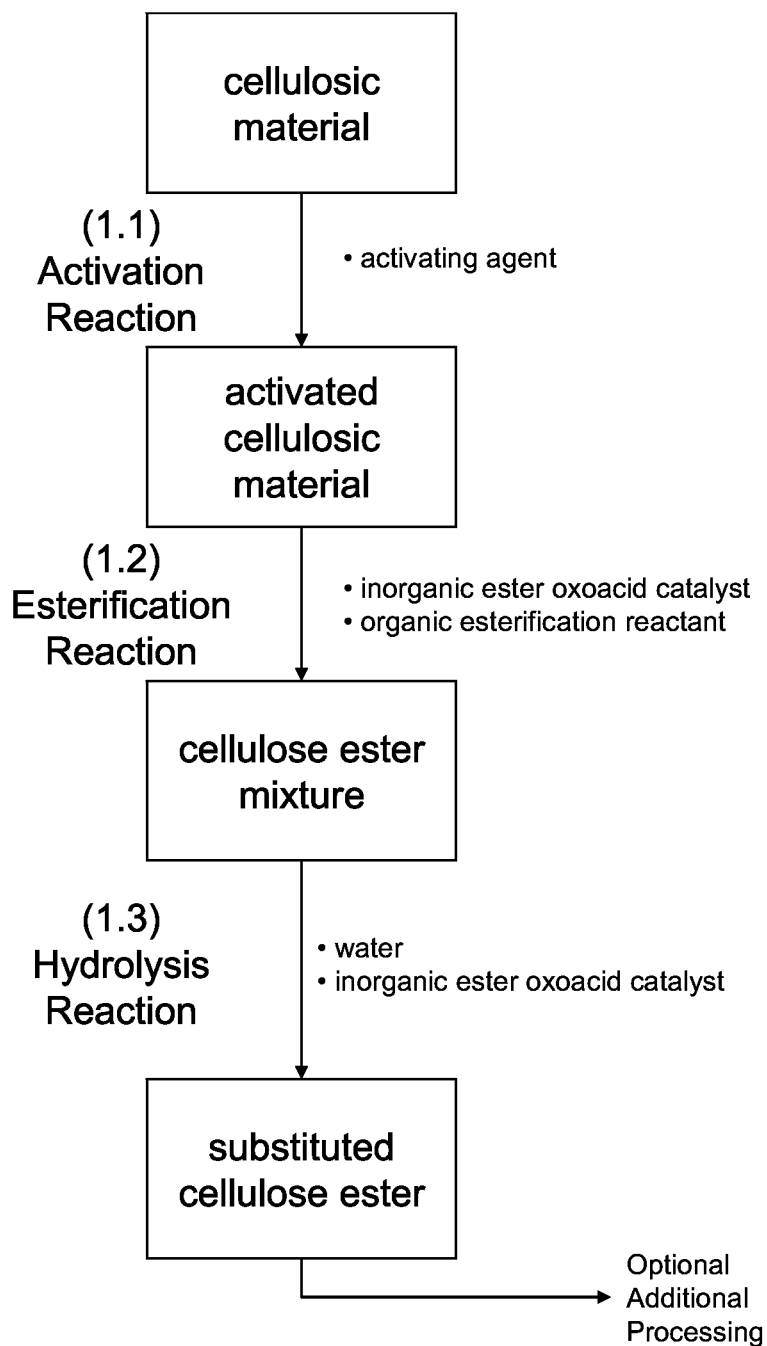 cellulosic
material
(1.1)
Activation
Reaction
• activating agent
activated
cellulosic
material
(1.2)
Esterification
Reaction
• inorganic ester oxoacid catalyst
• organic esterification reactant
cellulose ester
mixture
(1.3)
Hydrolysis
Reaction
• water
• inorganic ester oxoacid catalyst
substituted
cellulose ester
Optional
Additional
Processing